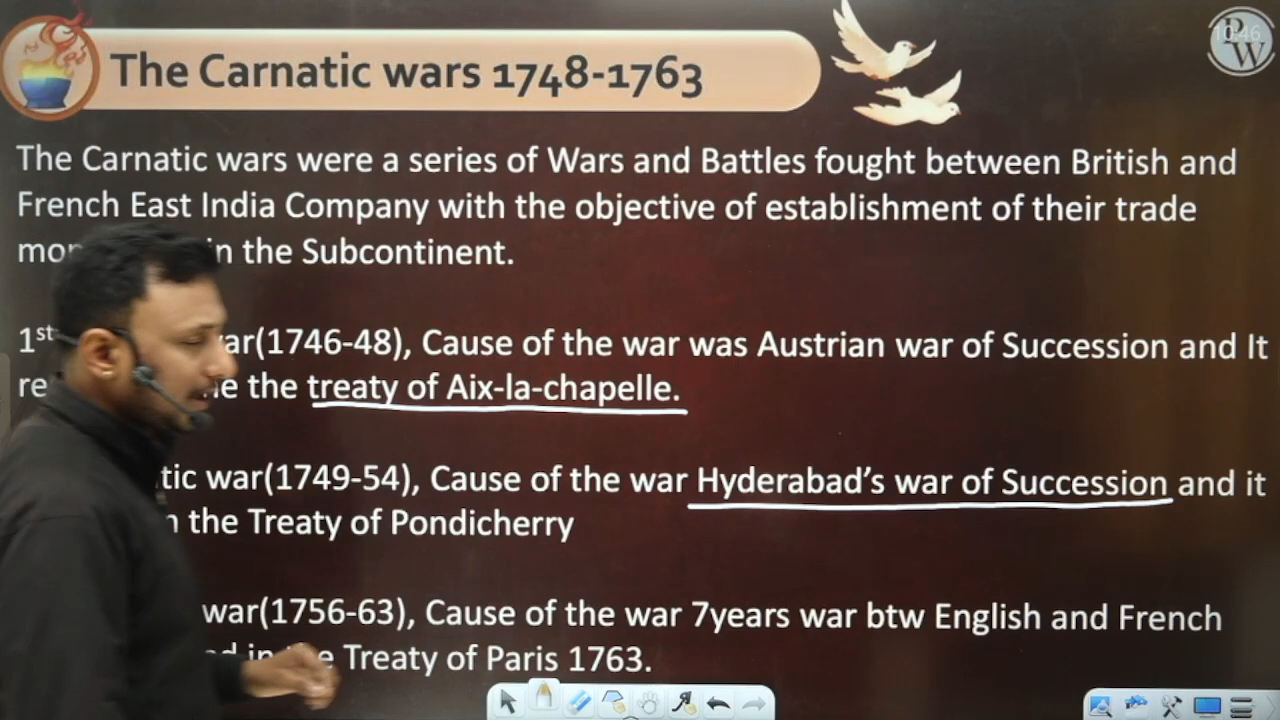 The Carnatic wars 1748-1763
10:46
PW
The Carnatic wars were a series of Wars and Battles fought between British and
French East India Company with the objective of establishment of their trade
in the Subcontinent.
1st (1746-48), Cause of the war was Austrian war of Succession and It
the treaty of Aix-la-chapelle.
war(1749-54), Cause of the war Hyderabad's war of Succession and it
the Treaty of Pondicherry
war(1756-63), Cause of the war 7years war btw English and French
Treaty of Paris 1763.